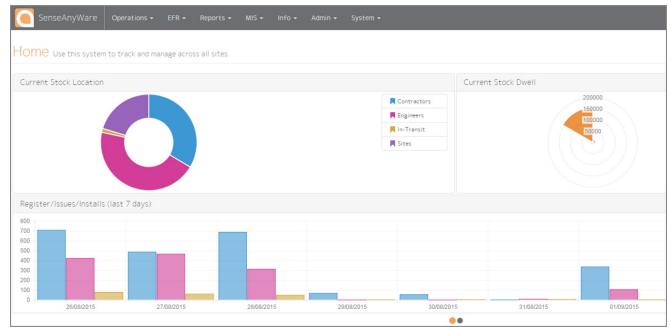 SenseAnyWare Operations EFR Reports MIS Info Admin System
Home Use this system to track and manage across all sites
Current Stock Location
Contractors
Engineers
In-Transit
Sites
Current Stock Dwell
200000
150000
100000
50000
Register/Issues/Installs (last 7 days)
800
700
600
500
400
300
200
100
0
26/08/2015 27/08/2015 28/08/2015 29/08/2015 30/08/2015 31/08/2015 01/09/2015